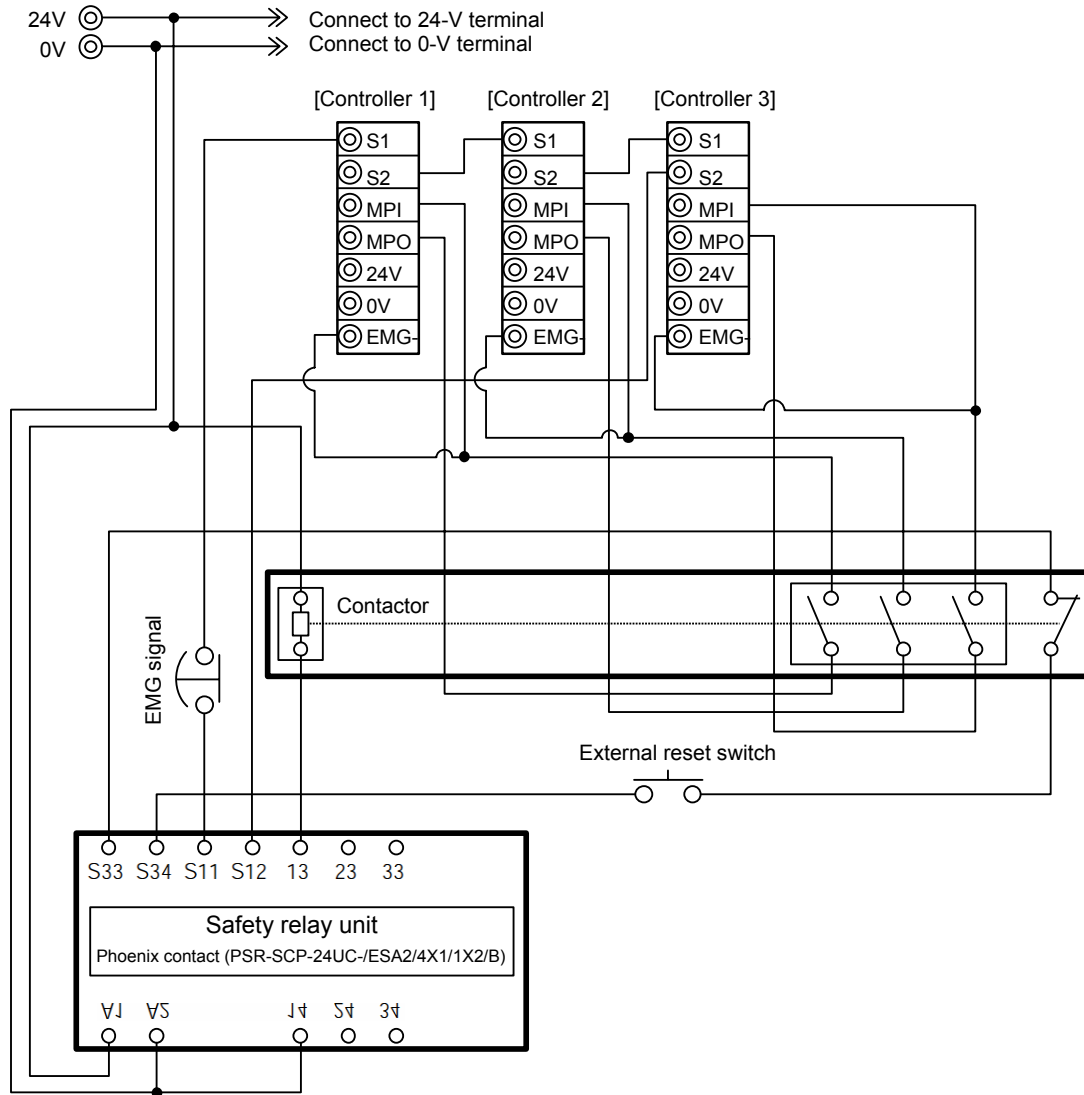 24V
Connect to 24-V terminal
0V
Connect to 0-V terminal
[Controller 1]
[Controller 2]
[Controller 3]
S1
S2
MPI
MPO
24V
0V
EMG-
S1
S2
MPI
MPO
24V
0V
EMG-
S1
S2
MPI
MPO
24V
0V
EMG-
Contactor
EMG signal
External reset switch
S33 S34 S11 S12 13 23 33
Safety relay unit
Phoenix contact (PSR-SCP-24UC-/ESA2/4X1/1X2/B)
A1 A2 14 24 34